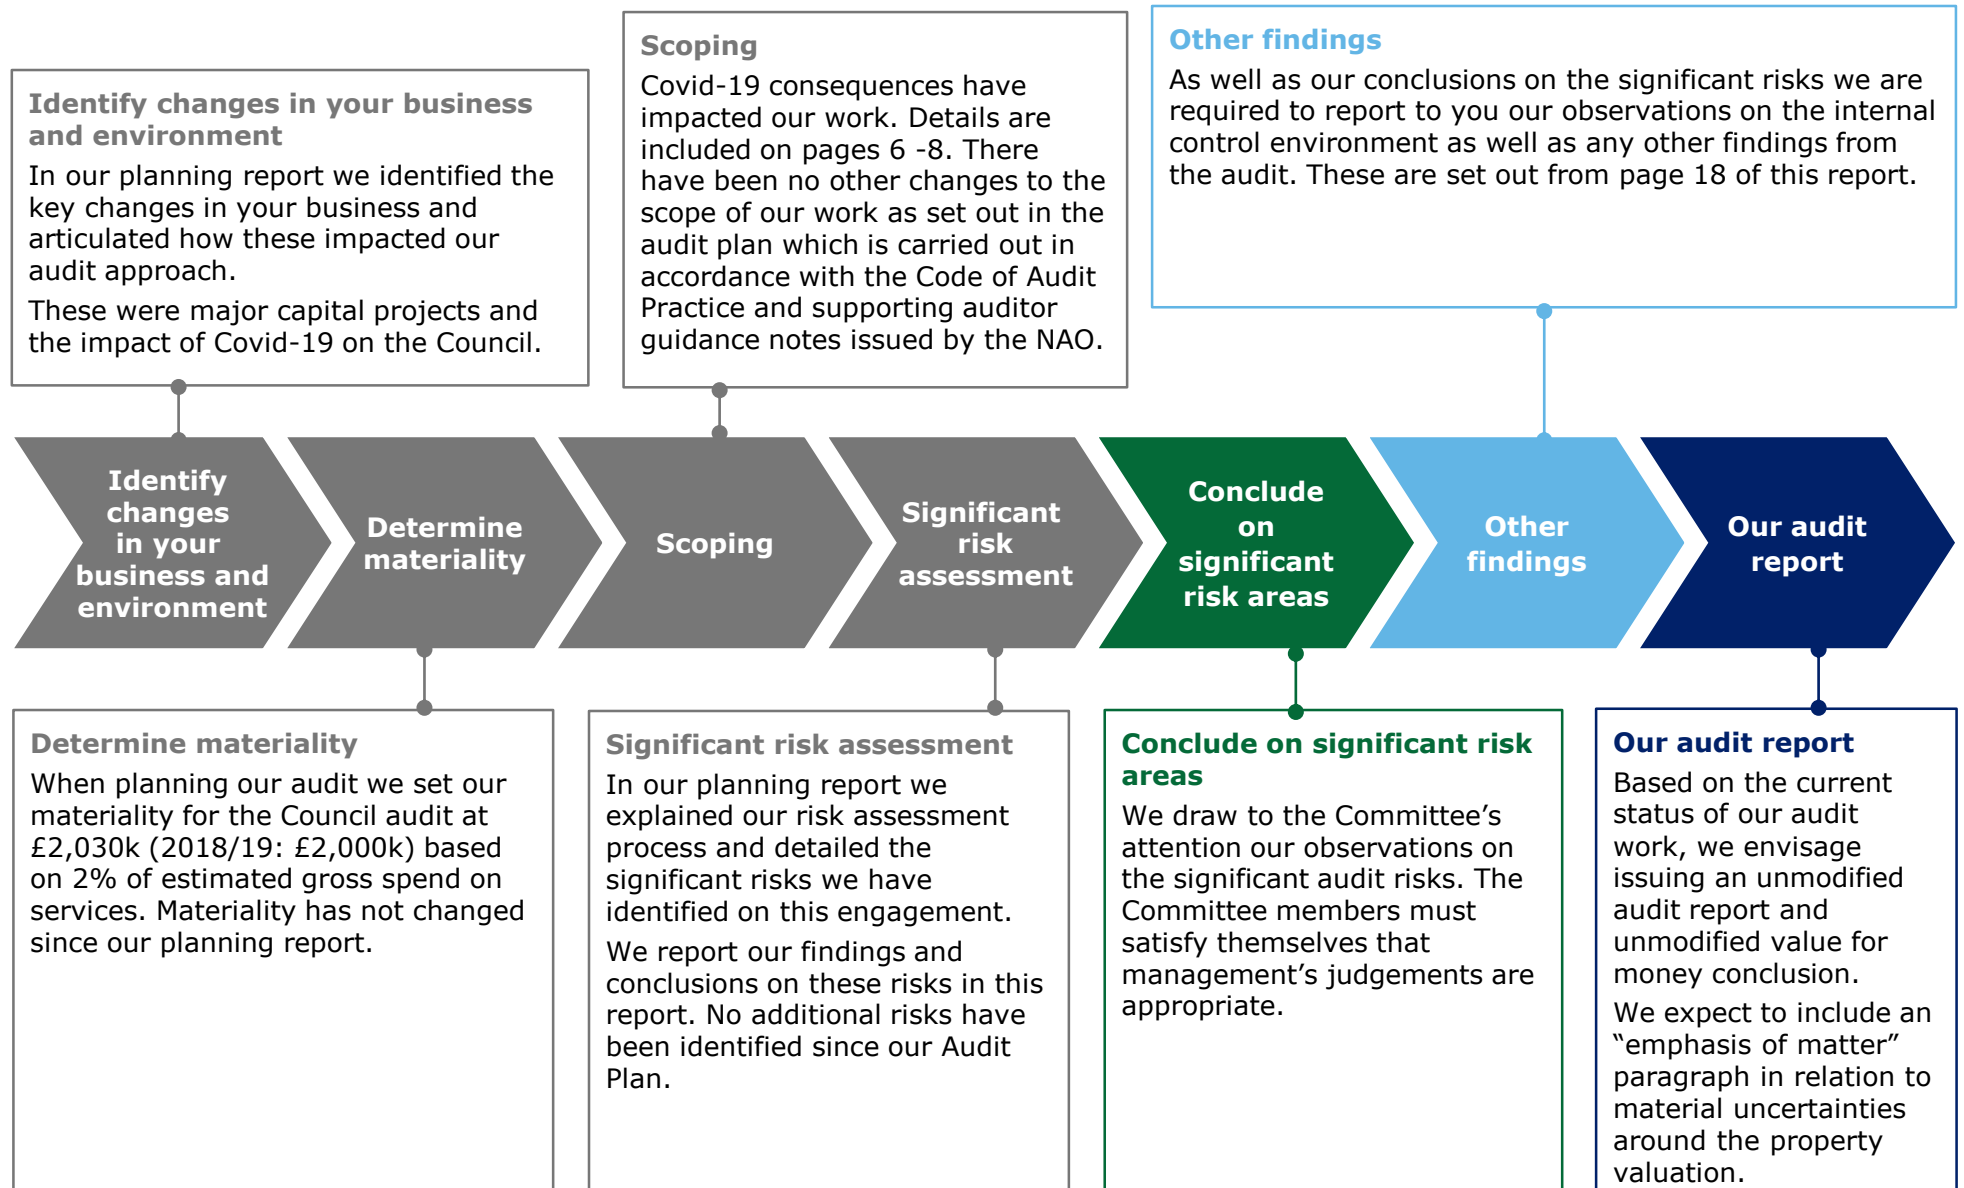 Identify changes in your business
and environment
In our planning report we identified the
key changes in your business and
articulated how these impacted our
audit approach.
These were major capital projects and
the impact of Covid-19 on the Council.
Scoping
Covid-19 consequences have
impacted our work. Details are
included on pages 6 -8. There
have been no other changes to the
scope of our work as set out in the
audit plan which is carried out in
accordance with the Code of Audit
Practice and supporting auditor
guidance notes issued by the NAO.
Other findings
As well as our conclusions on the significant risks we are
required to report to you our observations on the internal
control environment as well as any other findings from
the audit. These are set out from page 18 of this report.
Identify
changes
in your
business and
environment
Determine
materiality
Scoping
Significant
risk
assessment
Conclude
on
significant
risk areas
Other
findings
Our audit
report
Determine materiality
When planning our audit we set our
materiality for the Council audit at
£2,030k (2018/19: £2,000k) based
on 2% of estimated gross spend on
services. Materiality has not changed
since our planning report.
Significant risk assessment
In our planning report we
explained our risk assessment
process and detailed the
significant risks we have
identified on this engagement.
We report our findings and
conclusions on these risks in this
report. No additional risks have
been identified since our Audit
Plan.
Conclude on significant risk
areas
We draw to the Committee’s
attention our observations on
the significant audit risks. The
Committee members must
satisfy themselves that
management’s judgements are
appropriate.
Our audit report
Based on the current
status of our audit
work, we envisage
issuing an unmodified
audit report and
unmodified value for
money conclusion.
We expect to include an
“emphasis of matter”
paragraph in relation to
material uncertainties
around the property
valuation.